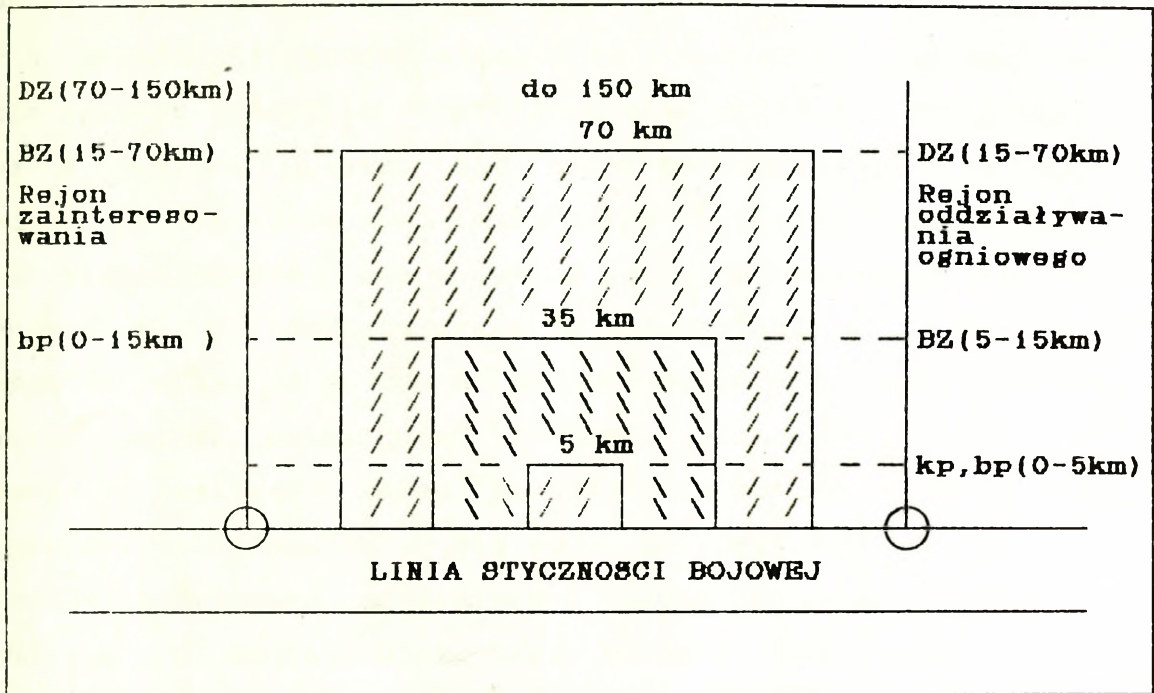 DZ(70-150km)
do 150 km
70 km
BZ(15-70km)
DZ(15-70km)
Rejon
zaintereso-
wania
Rejon
oddziaływa-
nia
ogniowego
35 km
bp(0-15km )
BZ(5-15km)
5 km
kp,bp(0-5km)
LINIA STYCZNOSCI BOJOWEJ